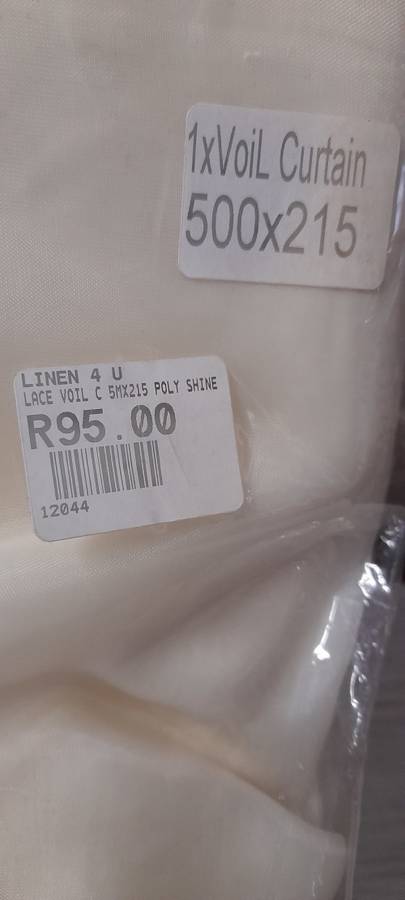 1xVoiL Curtain
500x215
LINEN 4 U
LACE VOIL C 5MX215 POLY SHINE
R95.00
12044